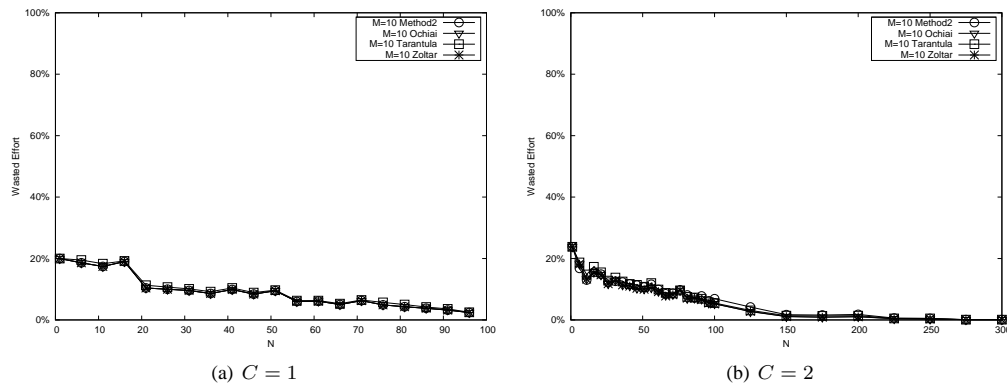 100%
80%
60%
40%
20%
0%
0 10 20 30 40 50 60 70 80 90 100
Wasted Effort
N
M=10 Method2
M=10 Ochiai
M=10 Tarantula
M=10 Zoltar
(a) C = 1
100%
80%
60%
40%
20%
0%
0 50 100 150 200 250 300
Wasted Effort
N
M=10 Method2
M=10 Ochiai
M=10 Tarantula
M=10 Zoltar
(b) C = 2